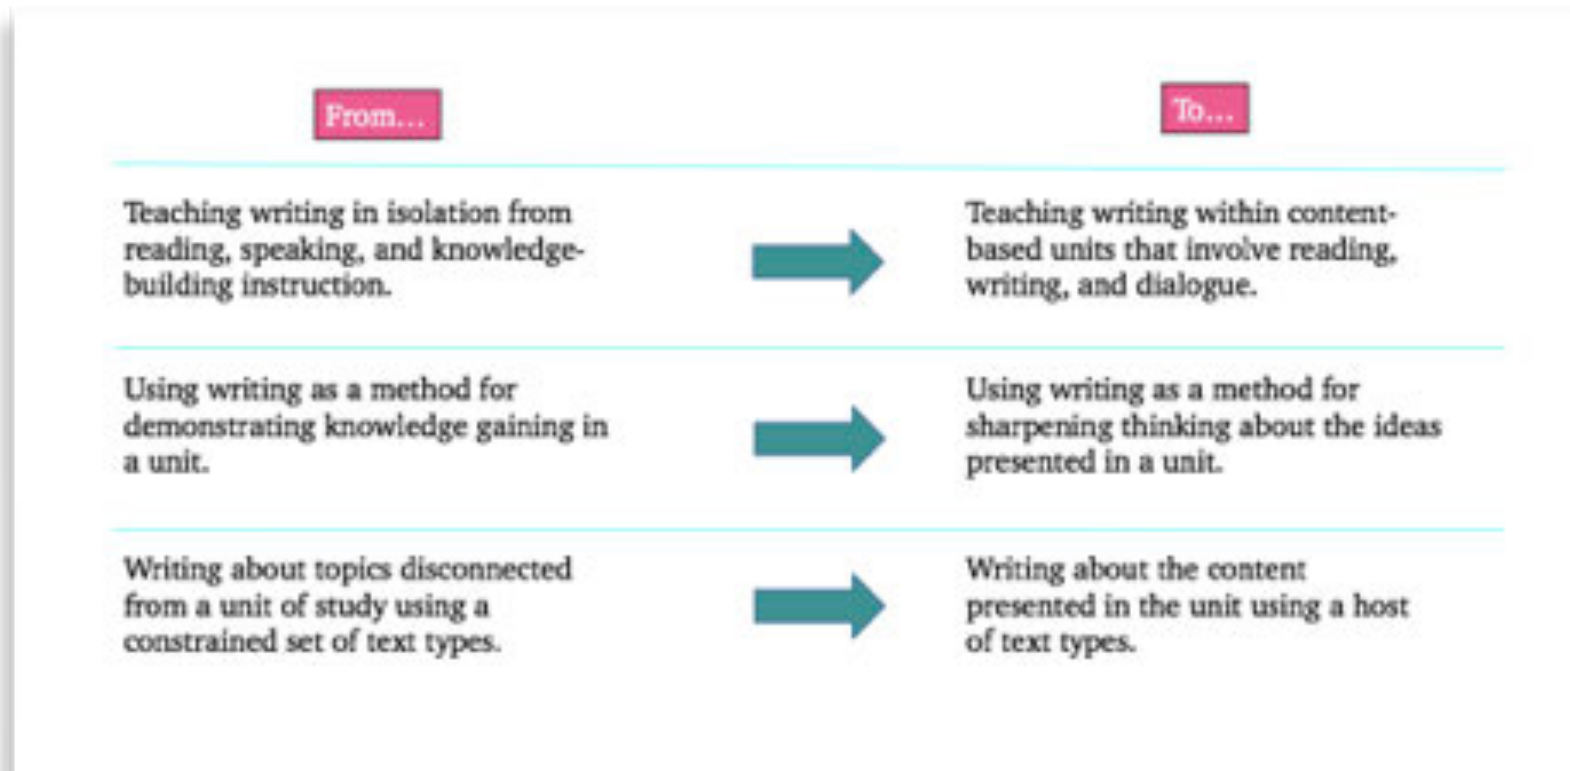 From...
To...
Teaching writing in isolation from
reading, speaking, and knowledge-
building instruction.
Teaching writing within content-
based units that involve reading,
writing, and dialogue.
Using writing as a method for
demonstrating knowledge gaining in
a unit.
Using writing as a method for
sharpening thinking about the ideas
presented in a unit.
Writing about topics disconnected
from a unit of study using a
constrained set of text types.
Writing about the content
presented in the unit using a host
of text types.